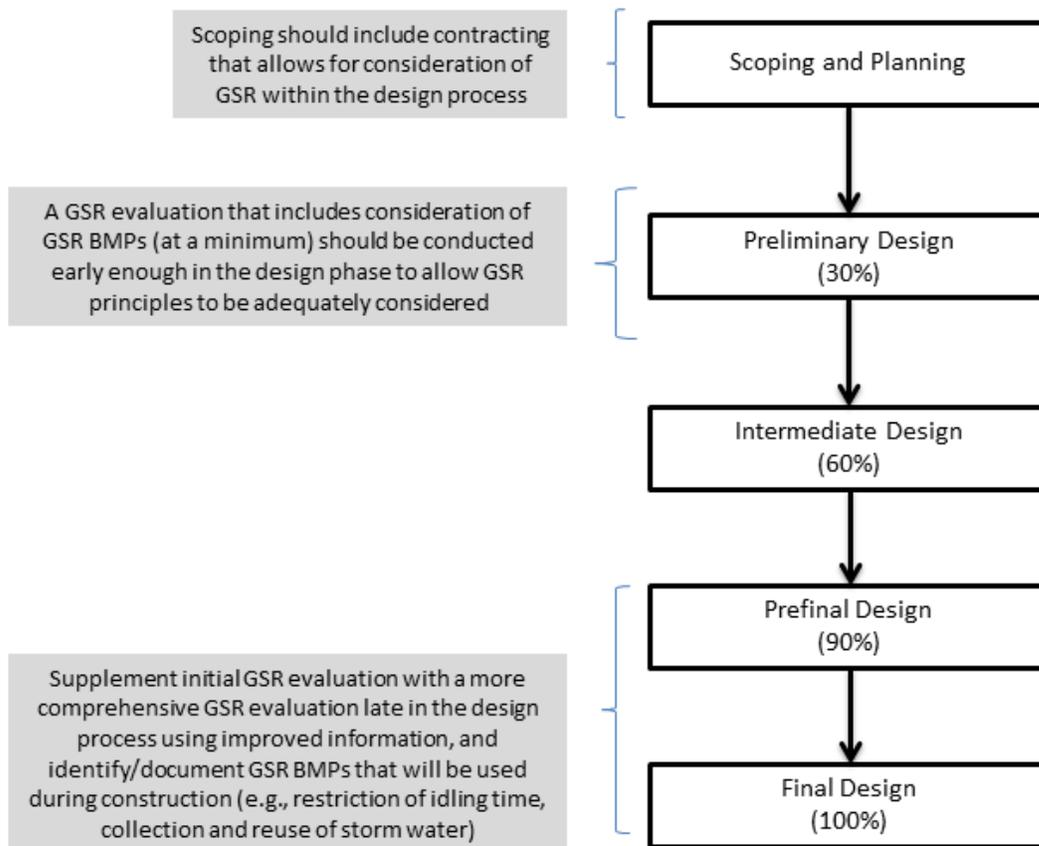 Scoping should include contracting
that allows for consideration of
GSR within the design process
Scoping and Planning
A GSR evaluation that includes consideration of
GSR BMPs (at a minimum) should be conducted
early enough in the design phase to allow GSR
principles to be adequately considered
Preliminary Design
(30%)
Intermediate Design
(60%)
Prefinal Design
(90%)
Supplement initial GSR evaluation with a more
comprehensive GSR evaluation late in the design
process using improved information, and
identify/document GSR BMPs that will be used
during construction (e.g., restriction of idling time,
collection and reuse of storm water)
Final Design
(100%)